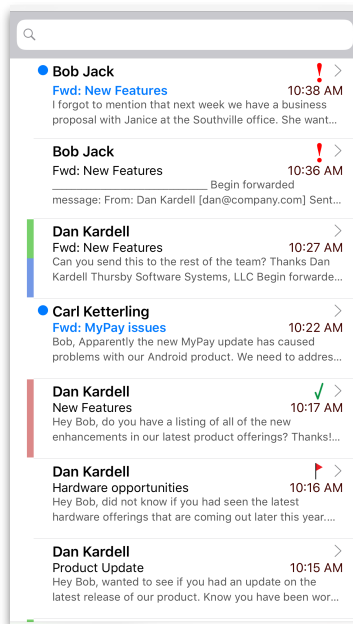 Bob Jack
Fwd: New Features 10:38 AM
I forgot to mention that next week we have a business
proposal with Janice at the Southville office. She want...
Bob Jack
Fwd: New Features 10:36 AM
________________________________ Begin forwarded
message: From: Dan Kardell [dan@company.com] Sent...
Dan Kardell
Fwd: New Features 10:27 AM
Can you send this to the rest of the team? Thanks Dan
Kardell Thursby Software Systems, LLC Begin forwarde...
Carl Ketterling
Fwd: MyPay issues 10:22 AM
Bob, Apparently the new MyPay update has caused
problems with our Android product. We need to addres...
Dan Kardell
New Features 10:17 AM
Hey Bob, do you have a listing of all of the new
enhancements in our latest product offerings? Thanks!...
Dan Kardell
Hardware opportunities 10:16 AM
Hey Bob, did not know if you had seen the latest
hardware offerings that are coming out later this year....
Dan Kardell
Product Update 10:15 AM
Hey Bob, wanted to see if you had an update on the
latest release of our product. Know you have been wor...